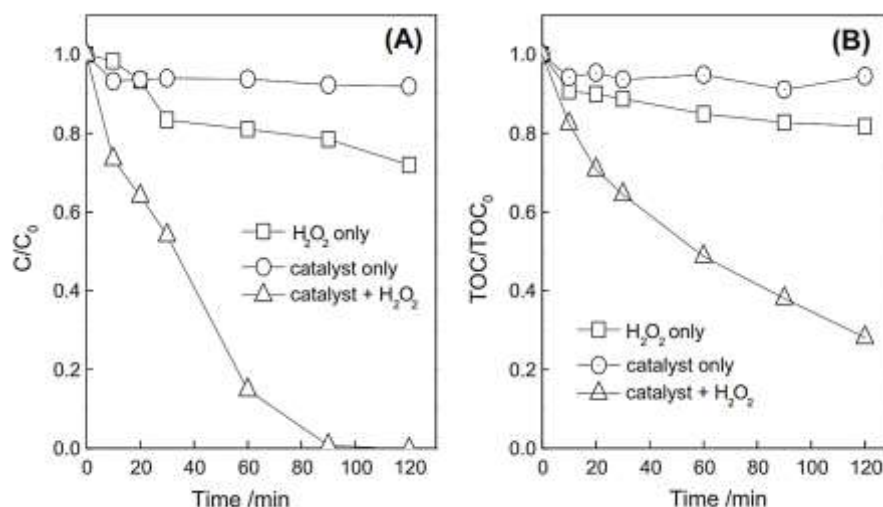 (A)
1.0
0.8
0.6
0.4
0.2
0.0
C/C₀
H₂O₂ only
catalyst only
catalyst + H₂O₂
0 20 40 60 80 100 120
Time /min
(B)
1.0
0.8
0.6
0.4
0.2
0.0
TOC/TOC₀
H₂O₂ only
catalyst only
catalyst + H₂O₂
0 20 40 60 80 100 120
Time /min